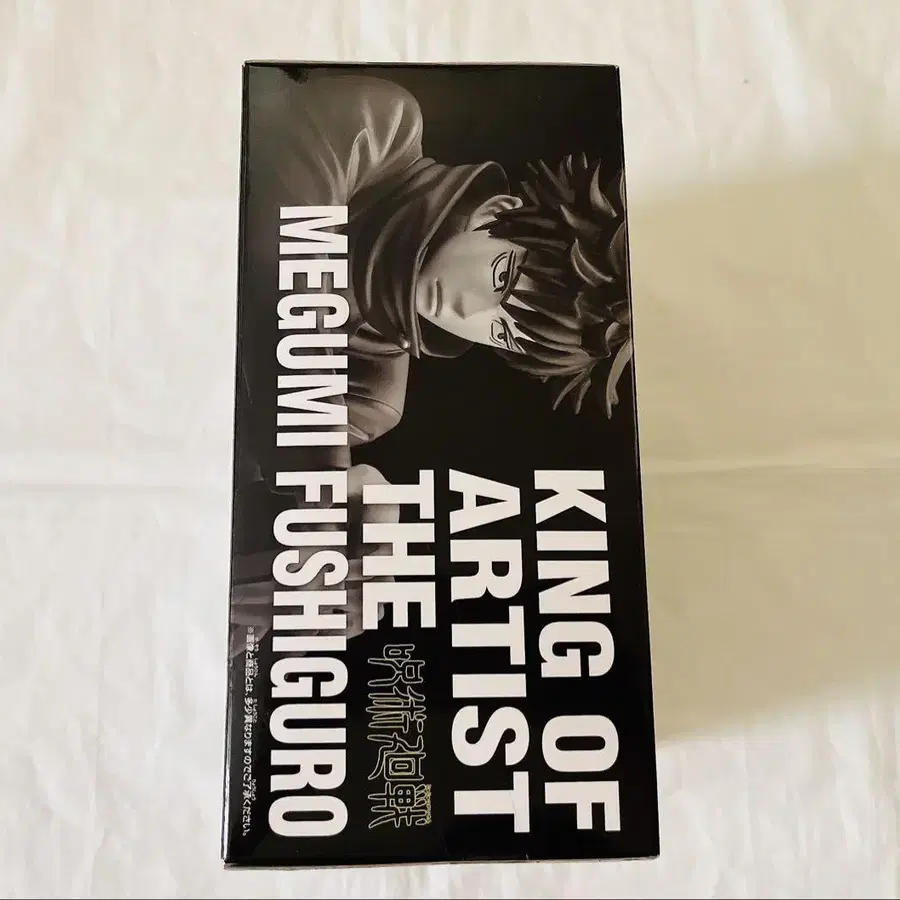 KING OF
ARTIST
THE
呪術廻戦
MEGUMI FUSHIGURO
※画像と商品とは、多少異なりますのでご了承ください。